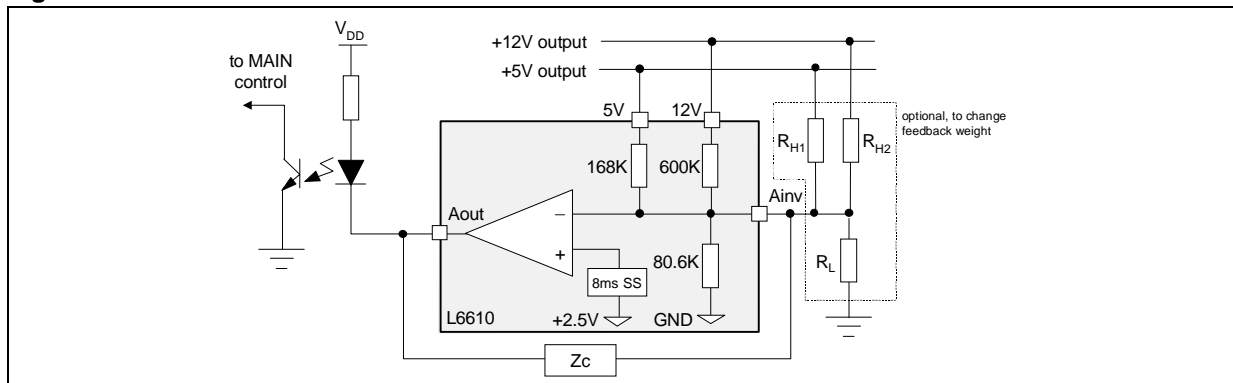 V_DD
+12V output
+5V output
to MAIN
control
5V
12V
optional, to change
feedback weight
R_H1
R_H2
168K
600K
Ainv
Aout
–
+
80.6K
R_L
8ms SS
+2.5V
GND
L6610
Zc